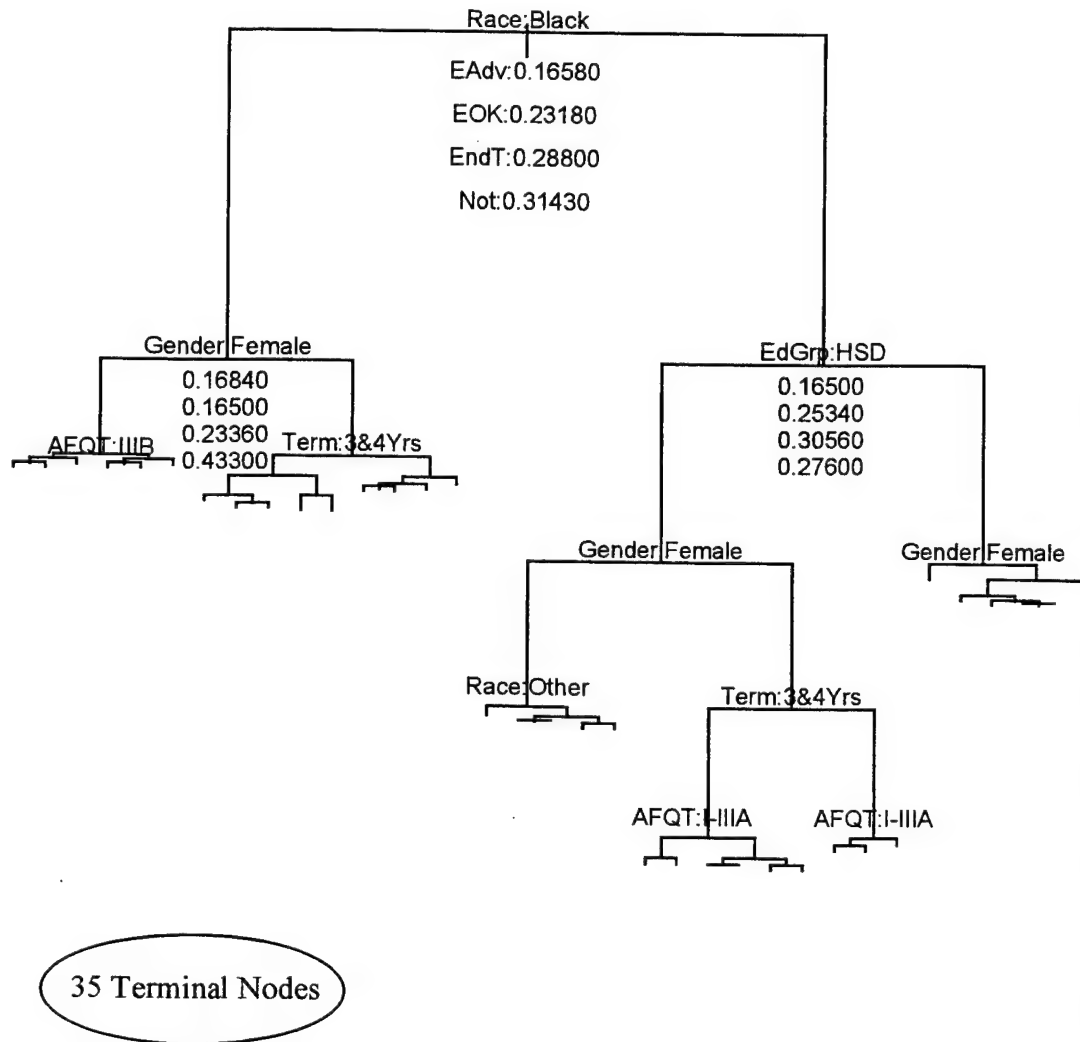 Race:Black
EAdv:0.16580
EOK:0.23180
EndT:0.28800
Not:0.31430
Gender:Female
0.16840
0.16500
0.23360
0.43300
AFQT:IIIB
Term:3&4Yrs
EdGrp:HSD
0.16500
0.25340
0.30560
0.27600
Gender:Female
Gender:Female
Race:Other
Term:3&4Yrs
AFQT:I-IIIA
AFQT:I-IIIA
35 Terminal Nodes